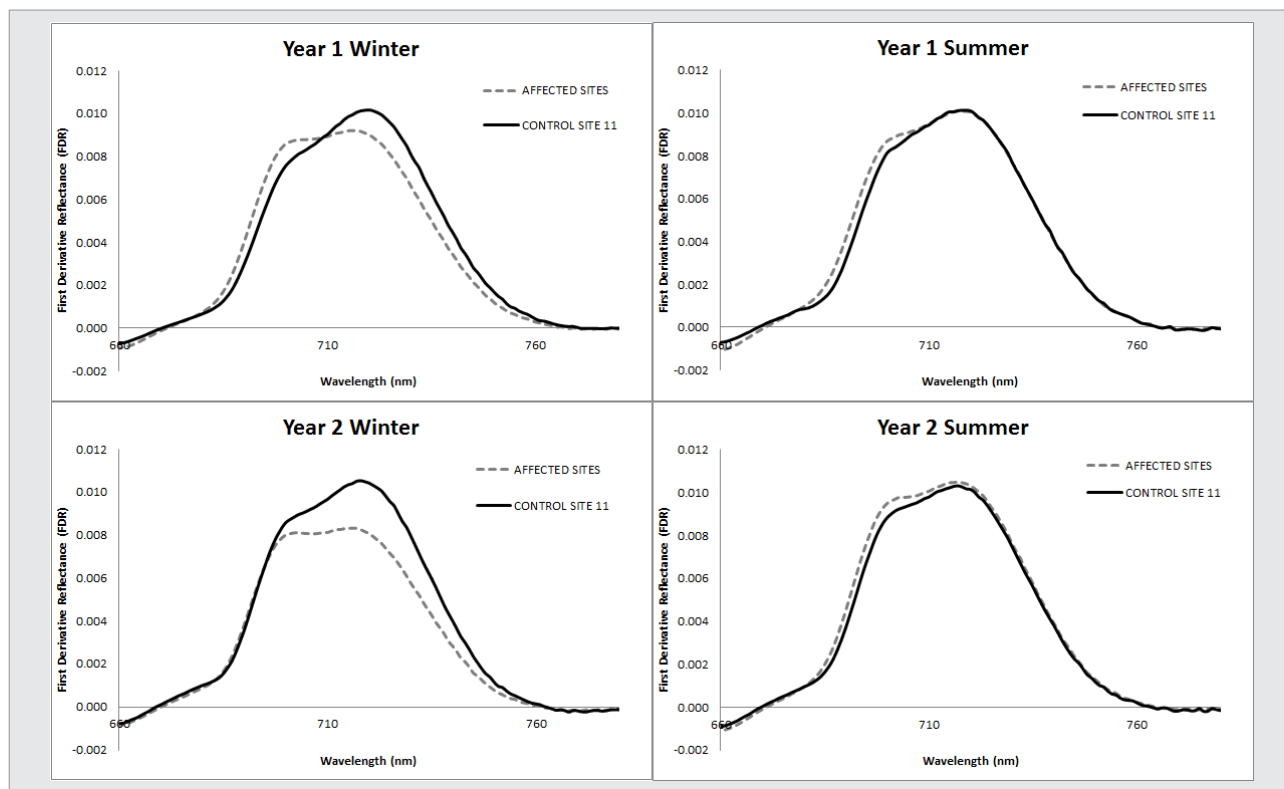 Year 1 Winter
0.012
0.010
0.008
0.006
0.004
0.002
0.000
-0.002
First Derivative Reflectance (FDR)
AFFECTED SITES
CONTROL SITE 11
660
710
760
Wavelength (nm)
Year 1 Summer
0.012
0.010
0.008
0.006
0.004
0.002
0.000
-0.002
First Derivative Reflectance (FDR)
AFFECTED SITES
CONTROL SITE 11
660
710
760
Wavelength (nm)
Year 2 Winter
0.012
0.010
0.008
0.006
0.004
0.002
0.000
-0.002
First Derivative Reflectance (FDR)
AFFECTED SITES
CONTROL SITE 11
660
710
760
Wavelength (nm)
Year 2 Summer
0.012
0.010
0.008
0.006
0.004
0.002
0.000
-0.002
First Derivative Reflectance (FDR)
AFFECTED SITES
CONTROL SITE 11
660
710
760
Wavelength (nm)